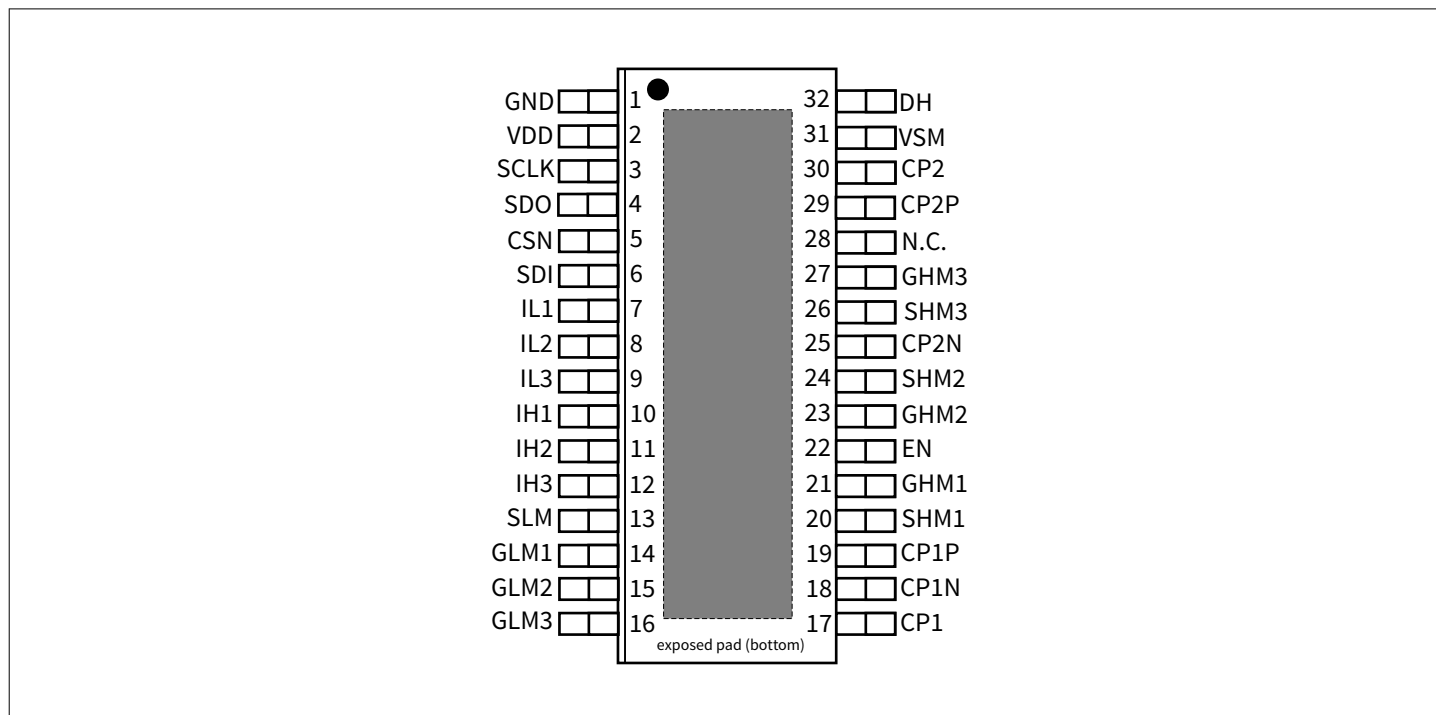 GND 1 32 DH
VDD 2 31 VSM
SCLK 3 30 CP2
SDO 4 29 CP2P
CSN 5 28 N.C.
SDI 6 27 GHM3
IL1 7 26 SHM3
IL2 8 25 CP2N
IL3 9 24 SHM2
IH1 10 23 GHM2
IH2 11 22 EN
IH3 12 21 GHM1
SLM 13 20 SHM1
GLM1 14 19 CP1P
GLM2 15 18 CP1N
GLM3 16 17 CP1
exposed pad (bottom)